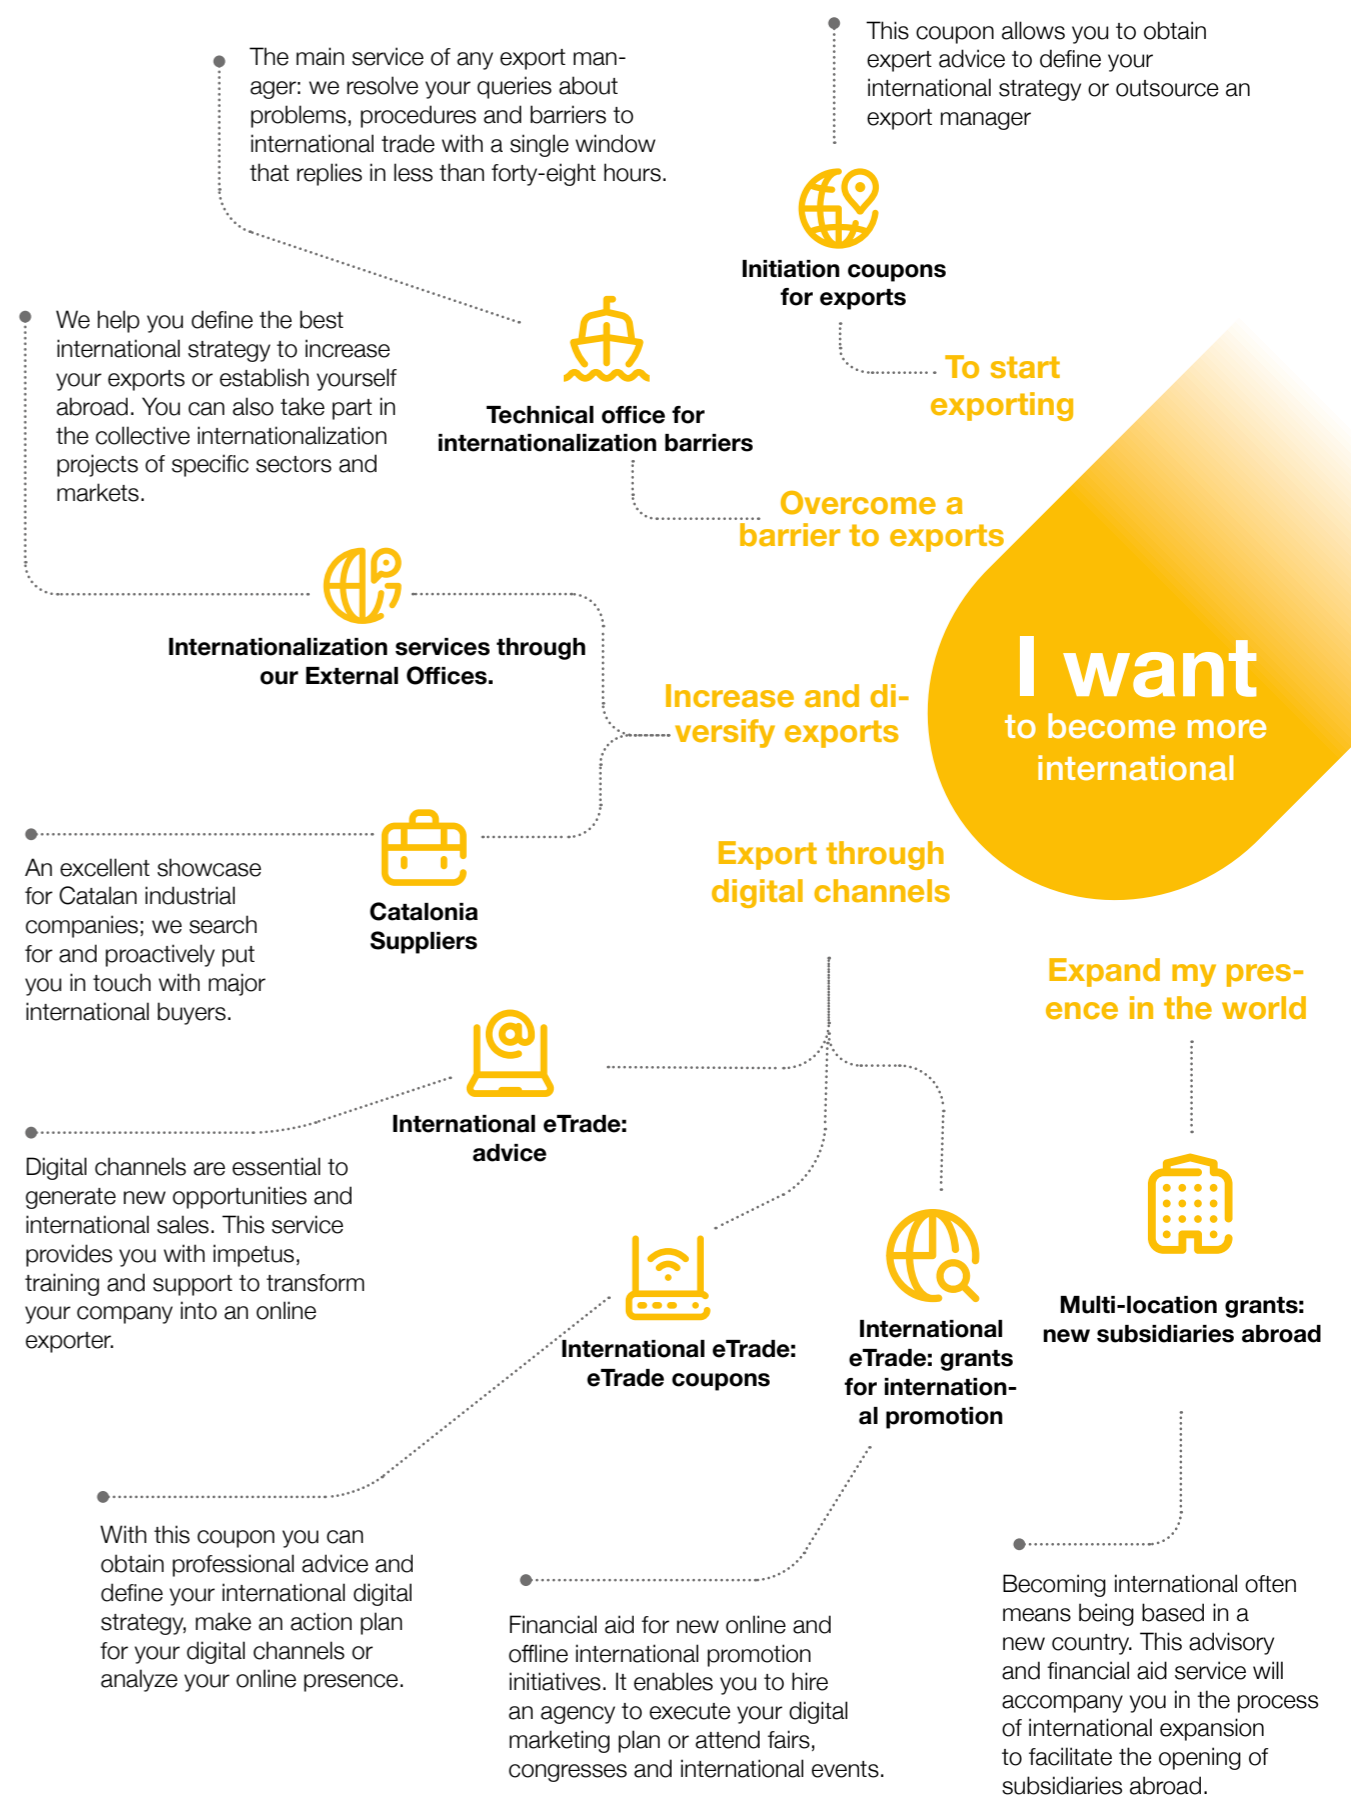 This coupon allows you to obtain
expert advice to define your
international strategy or outsource an
export manager
The main service of any export man-
ager: we resolve your queries about
problems, procedures and barriers to
international trade with a single window
that replies in less than forty-eight hours.
Initiation coupons
for exports
We help you define the best
international strategy to increase
your exports or establish yourself
abroad. You can also take part in
the collective internationalization
projects of specific sectors and
markets.
To start
exporting
Technical office for
internationalization barriers
Overcome a
barrier to exports
Internationalization services through
our External Offices.
I want
to become more
international
Increase and di-
versify exports
An excellent showcase
for Catalan industrial
companies; we search
for and proactively put
you in touch with major
international buyers.
Catalonia
Suppliers
Export through
digital channels
Expand my pres-
ence in the world
International eTrade:
advice
Digital channels are essential to
generate new opportunities and
international sales. This service
provides you with impetus,
training and support to transform
your company into an online
exporter.
International eTrade:
eTrade coupons
International
eTrade: grants
for internation-
al promotion
Multi-location grants:
new subsidiaries abroad
With this coupon you can
obtain professional advice and
define your international digital
strategy, make an action plan
for your digital channels or
analyze your online presence.
Financial aid for new online and
offline international promotion
initiatives. It enables you to hire
an agency to execute your digital
marketing plan or attend fairs,
congresses and international events.
Becoming international often
means being based in a
new country. This advisory
and financial aid service will
accompany you in the process
of international expansion
to facilitate the opening of
subsidiaries abroad.